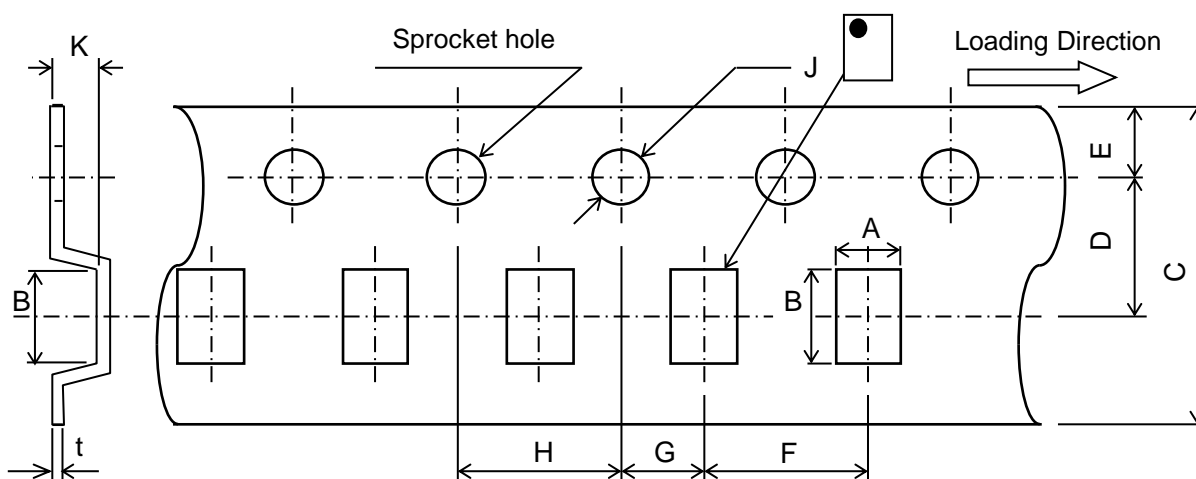 K
Sprocket hole
J
Loading Direction
E
A
D
C
B
B
t
H
G
F